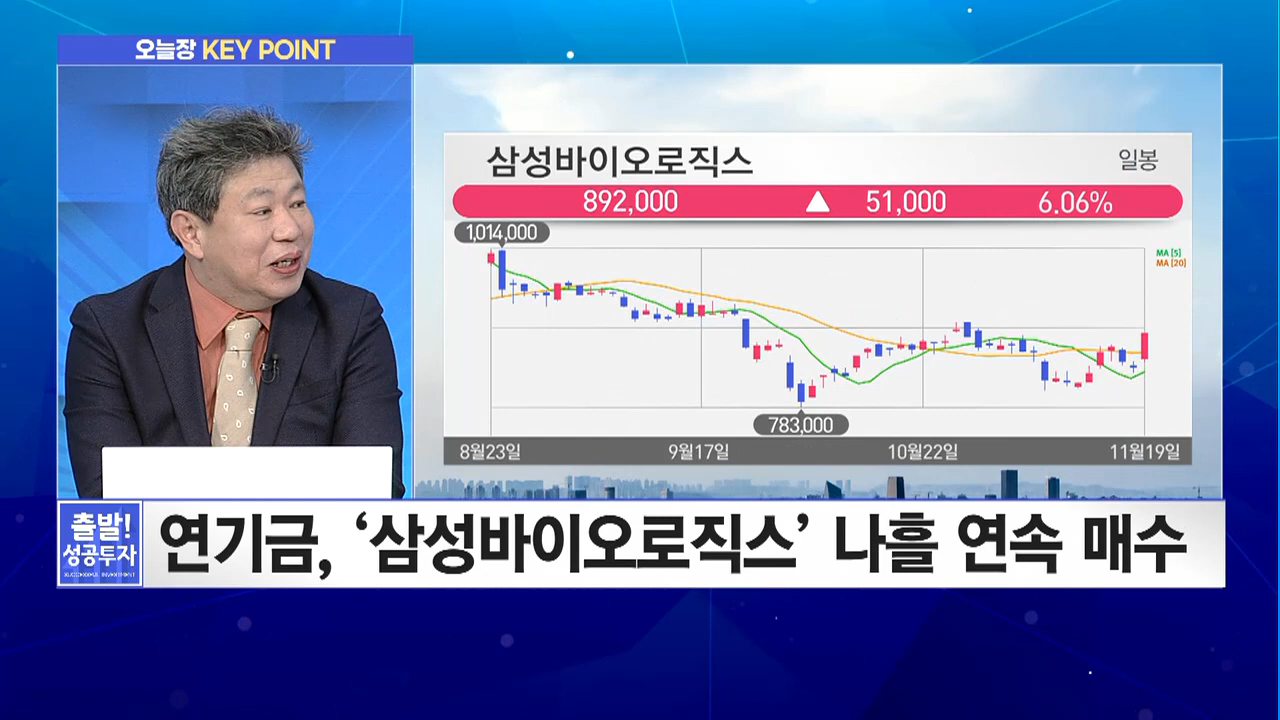 오늘장 KEY POINT
삼성바이오로직스
일봉
892,000 ▲ 51,000 6.06%
1,014,000
MA [5]
MA [20]
783,000
8월23일 9월17일 10월22일 11월19일
출발!
성공투자
SUCCESSFUL INVESTMENT
연기금, ‘삼성바이오로직스’ 나흘 연속 매수